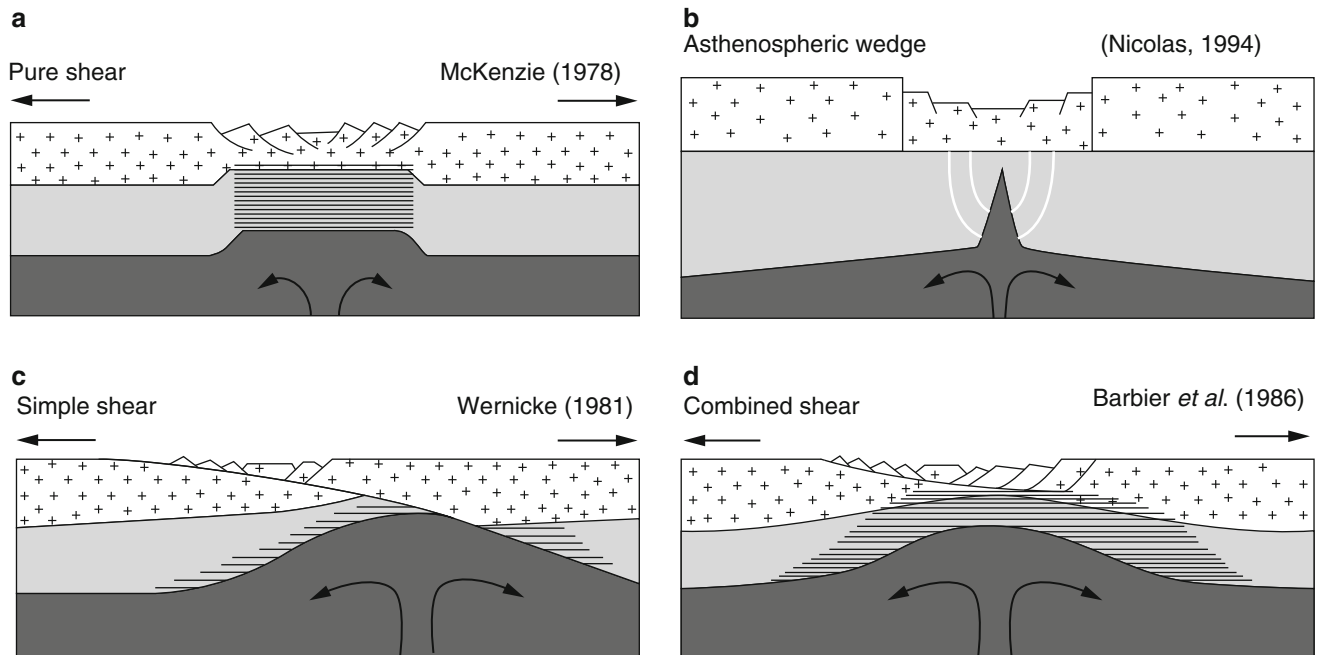 a
Pure shear
McKenzie (1978)
b
Asthenospheric wedge
(Nicolas, 1994)
c
Simple shear
Wernicke (1981)
d
Combined shear
Barbier et al. (1986)